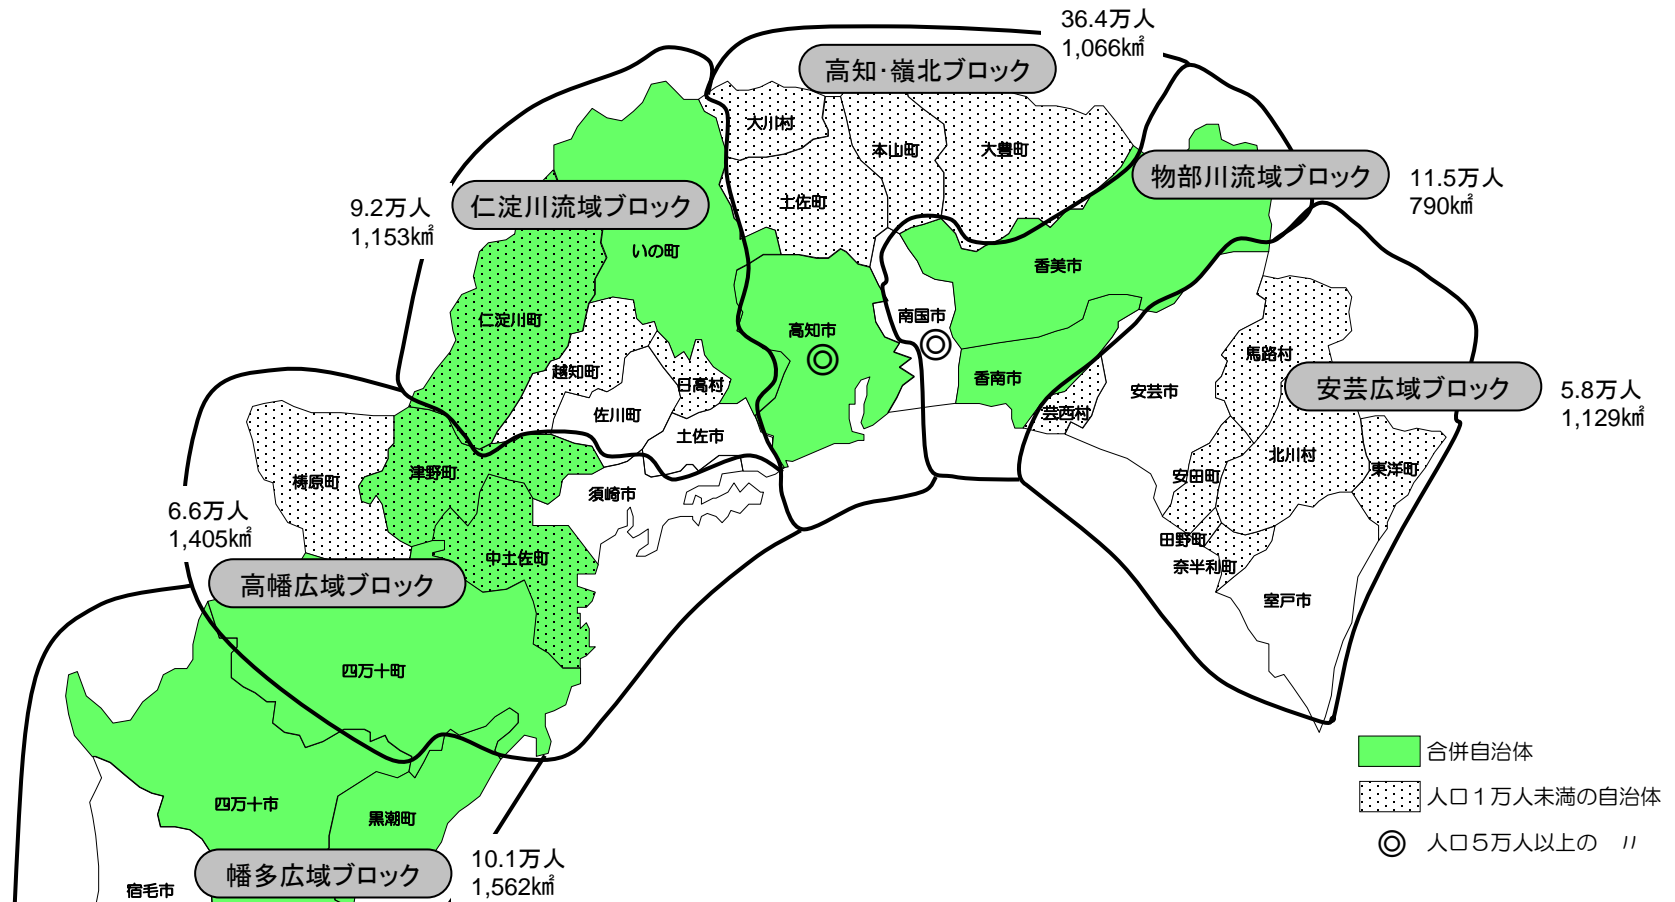 36.4万人
1,066k㎡
高知・嶺北ブロック
大川村
本山町
大豊町
物部川流域ブロック
11.5万人
790k㎡
9.2万人
1,153k㎡
仁淀川流域ブロック
土佐町
いの町
香美市
仁淀川町
高知市
南国市
馬路村
越知町
日高村
香南市
安芸市
安芸広域ブロック
5.8万人
1,129k㎡
佐川町
芸西村
土佐市
津野町
梼原町
北川村
東洋町
安田町
須崎市
6.6万人
1,405k㎡
田野町
中土佐町
奈半利町
高幡広域ブロック
室戸市
四万十町
合併自治体
四万十市
人口1万人未満の自治体
黒潮町
人口5万人以上の 〃
幡多広域ブロック
10.1万人
1,562k㎡
宿毛市